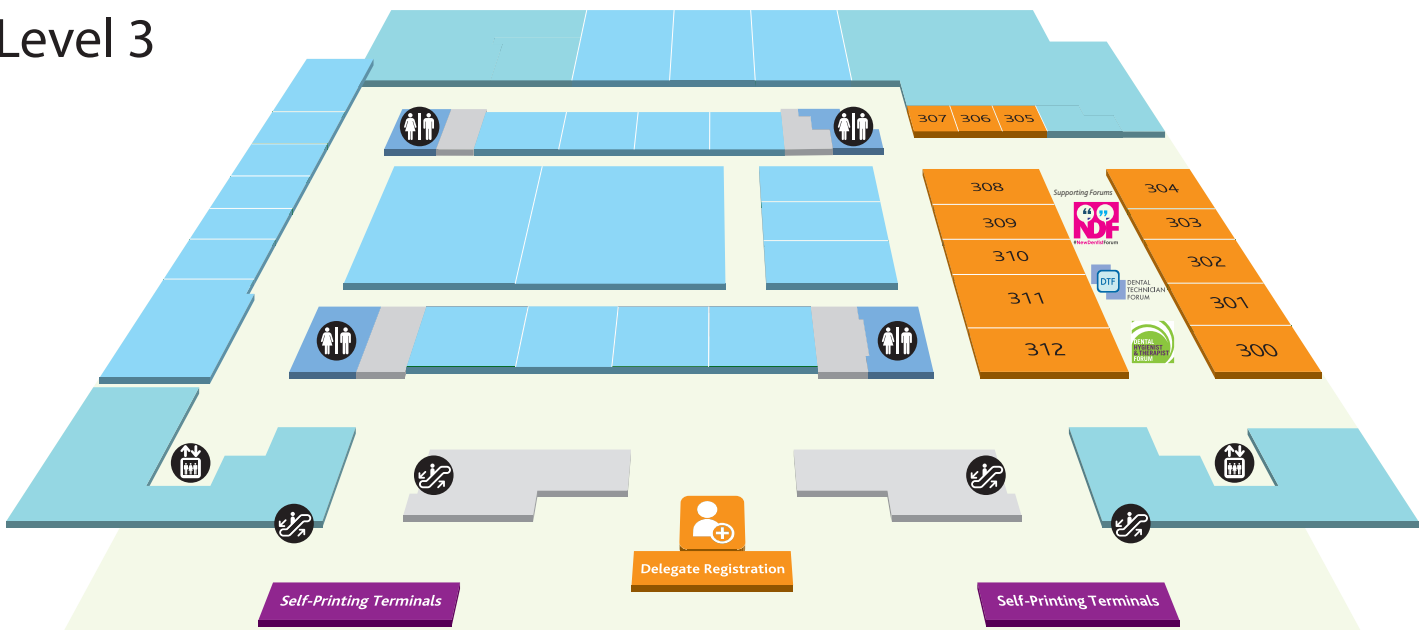 Level 3
307 306 305
308
309
310
311
312
Supporting Forums
NDF
#NewDentistForum
DTF
DENTAL
TECHNICIAN
FORUM
DENTAL
HYGIENIST
& THERAPIST
FORUM
304
303
302
301
300
Delegate Registration
Self-Printing Terminals
Self-Printing Terminals